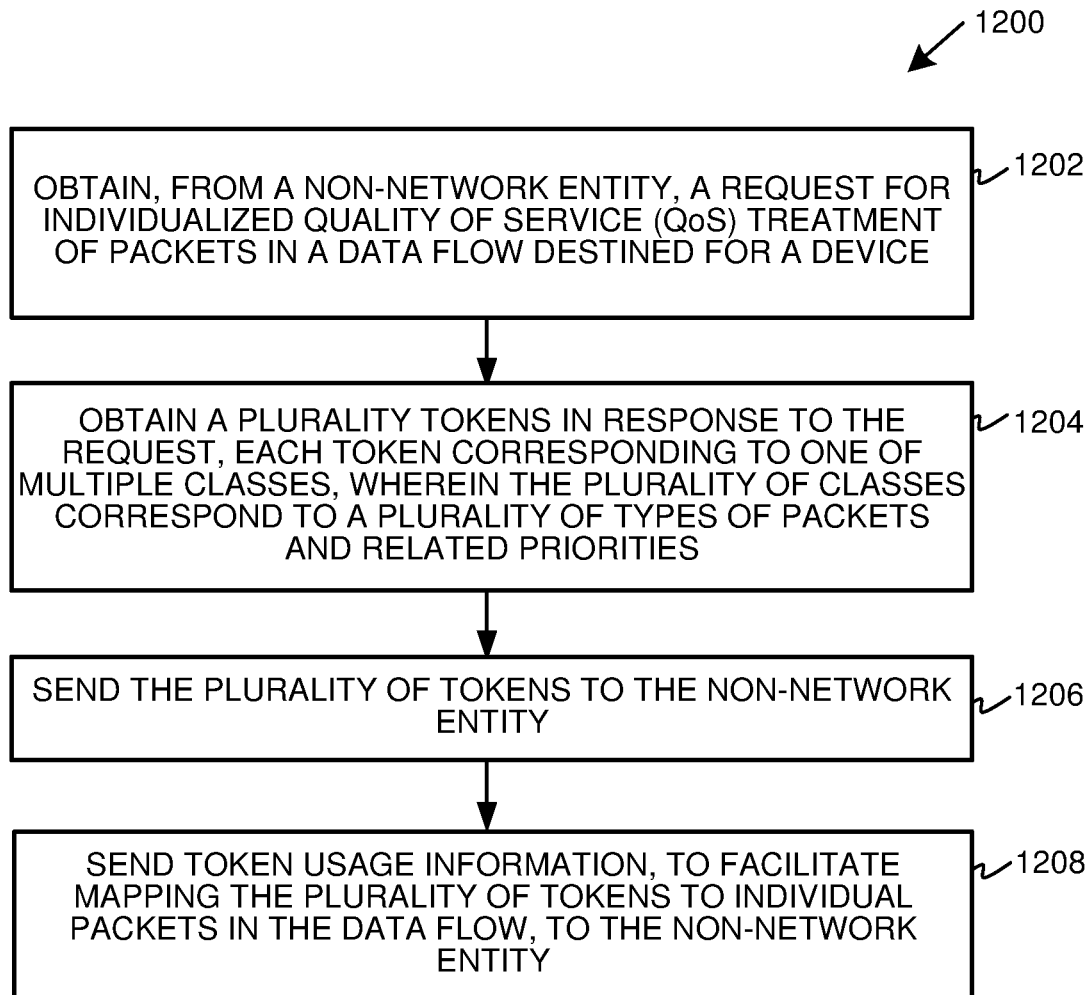 1200
OBTAIN, FROM A NON-NETWORK ENTITY, A REQUEST FOR
INDIVIDUALIZED QUALITY OF SERVICE (QoS) TREATMENT
OF PACKETS IN A DATA FLOW DESTINED FOR A DEVICE
1202
OBTAIN A PLURALITY TOKENS IN RESPONSE TO THE
REQUEST, EACH TOKEN CORRESPONDING TO ONE OF
MULTIPLE CLASSES, WHEREIN THE PLURALITY OF CLASSES
CORRESPOND TO A PLURALITY OF TYPES OF PACKETS
AND RELATED PRIORITIES
1204
SEND THE PLURALITY OF TOKENS TO THE NON-NETWORK
ENTITY
1206
SEND TOKEN USAGE INFORMATION, TO FACILITATE
MAPPING THE PLURALITY OF TOKENS TO INDIVIDUAL
PACKETS IN THE DATA FLOW, TO THE NON-NETWORK
ENTITY
1208